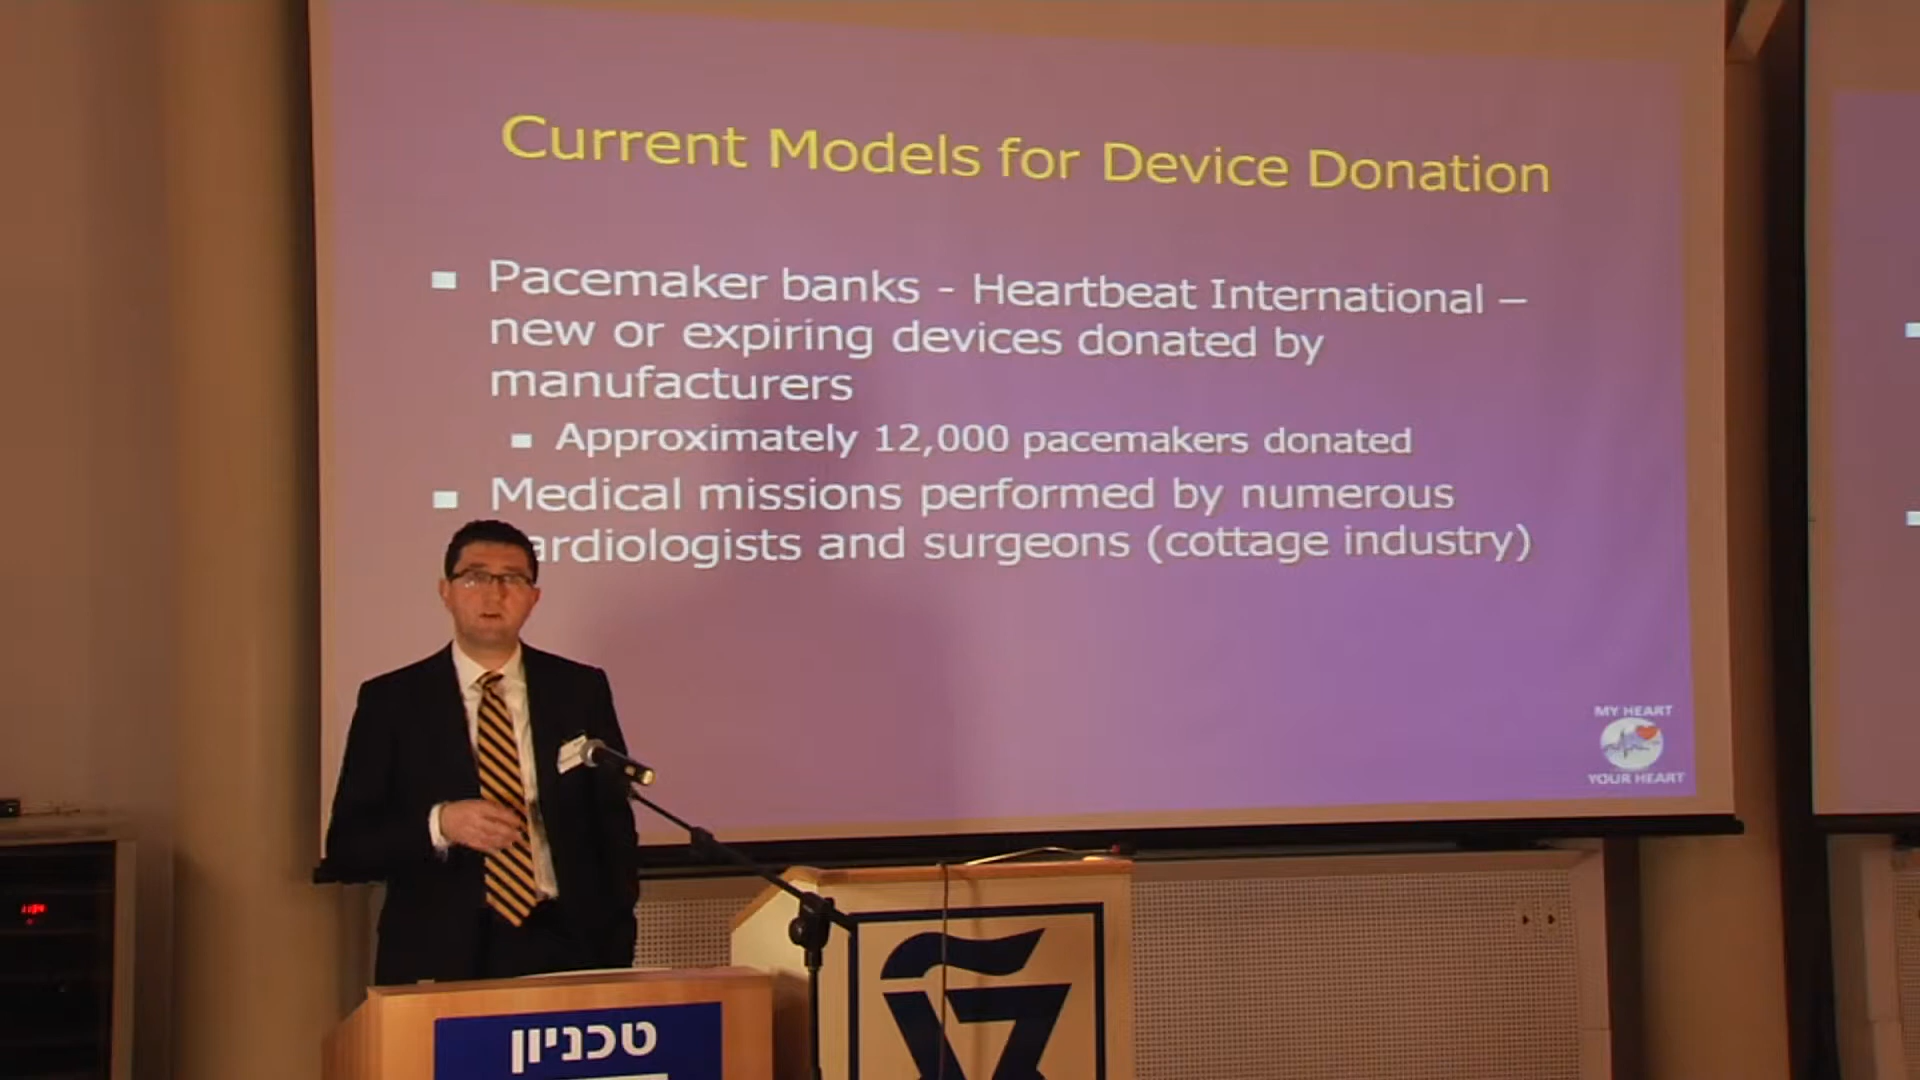 Current Models for Device Donation
Pacemaker banks - Heartbeat International –
new or expiring devices donated by
manufacturers
Approximately 12,000 pacemakers donated
Medical missions performed by numerous
ardiologists and surgeons (cottage industry)
MY HEART
YOUR HEART
טכניון